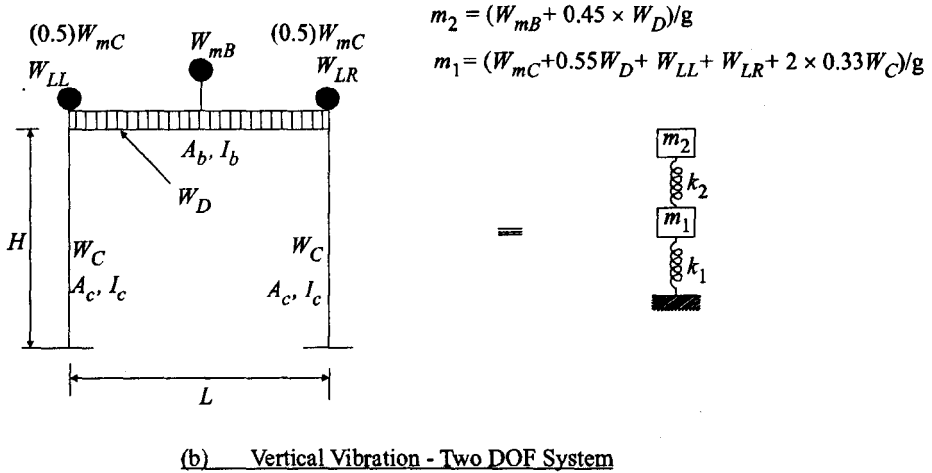 (0.5)W_mC W_mB (0.5)W_mC
W_LL W_LR
m_2 = (W_mB + 0.45 × W_D)/g
m_1 = (W_mC+0.55W_D+ W_LL+ W_LR+ 2 × 0.33W_C)/g
A_b, I_b
W_D
H
W_C W_C
A_c, I_c A_c, I_c
L
=
m_2
k_2
m_1
k_1
(b) Vertical Vibration - Two DOF System